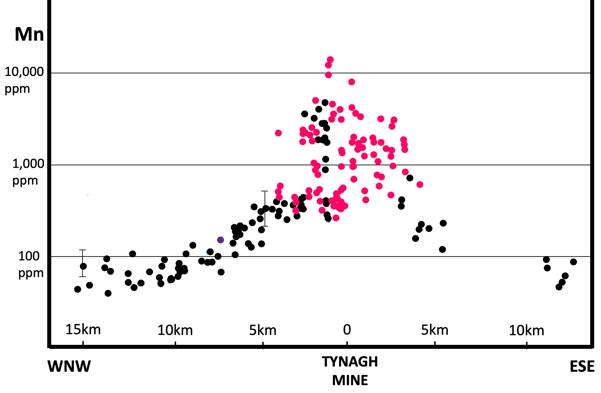 Mn
10,000
ppm
1,000
ppm
100
ppm
15km 10km 5km 0 5km 10km
WNW TYNAGH MINE ESE